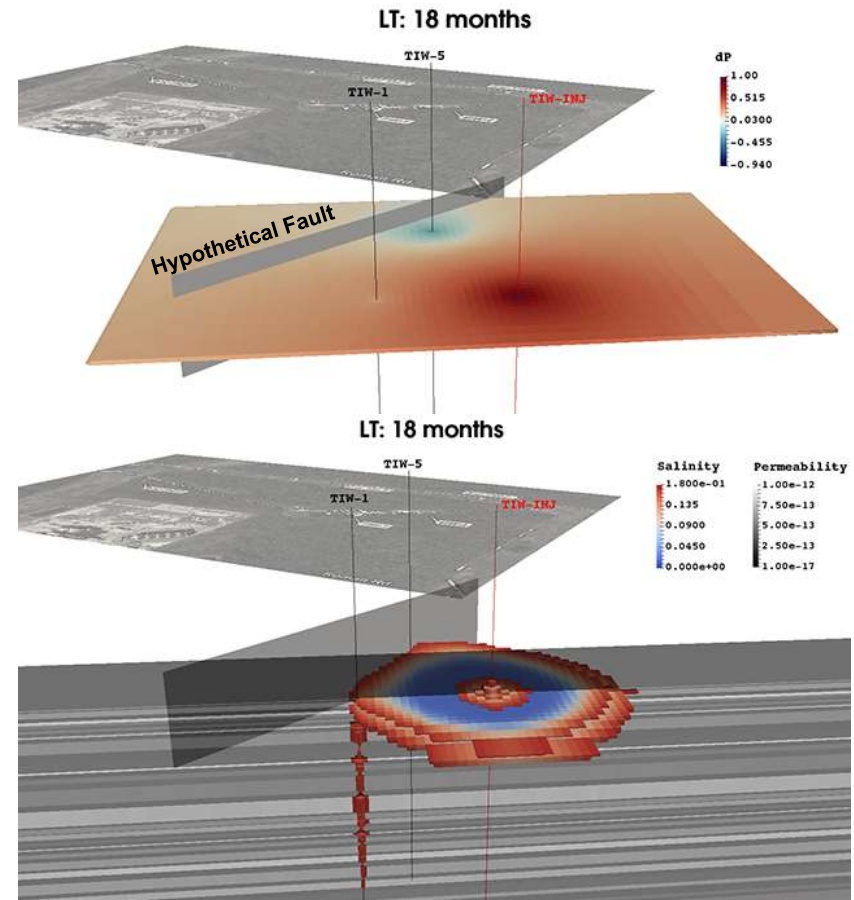 LT: 18 months
TIW-5
TIW-1
TIW-INJ
dP
1.00
0.515
0.0300
-0.455
-0.940
Hypothetical Fault
LT: 18 months
TIW-5
TIW-1
TIW-INJ
Salinity
1.800e-01
0.135
0.0900
0.0450
0.000e+00
Permeability
1.00e-12
7.50e-13
5.00e-13
2.50e-13
1.00e-17